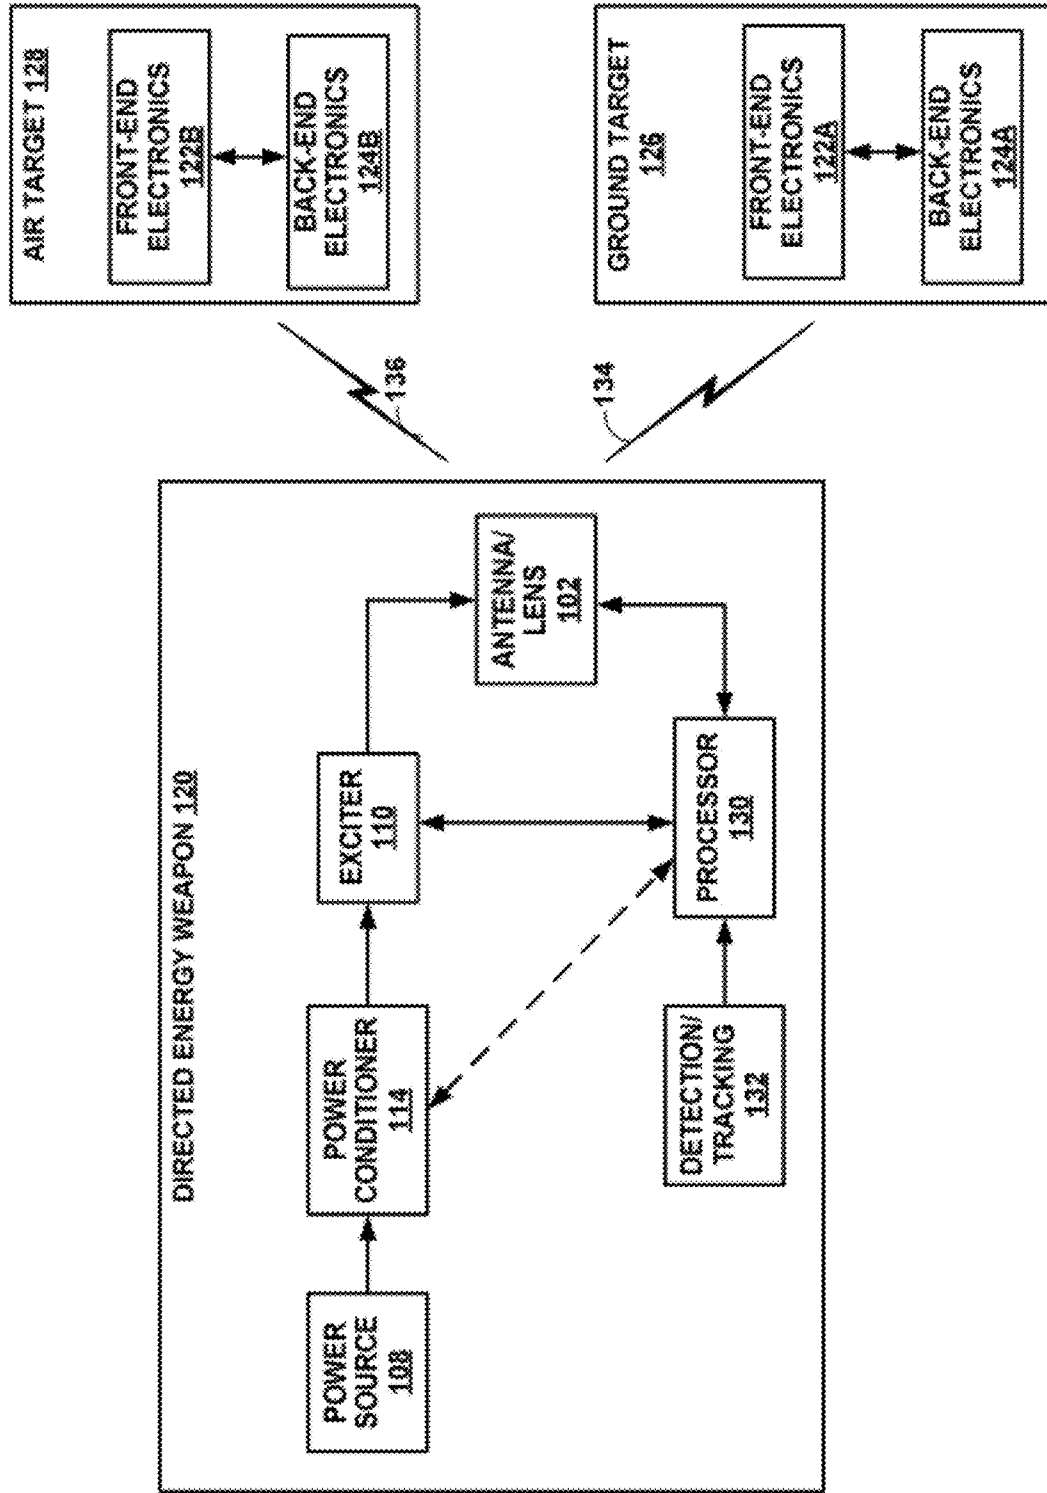 DIRECTED ENERGY WEAPON 120
POWER
SOURCE
108
POWER
CONDITIONER
114
EXCITER
110
ANTENNA/
LENS
102
DETECTION/
TRACKING
132
PROCESSOR
130
136
134
AIR TARGET 128
FRONT-END
ELECTRONICS
122B
BACK-END
ELECTRONICS
124B
GROUND TARGET
126
FRONT-END
ELECTRONICS
122A
BACK-END
ELECTRONICS
124A